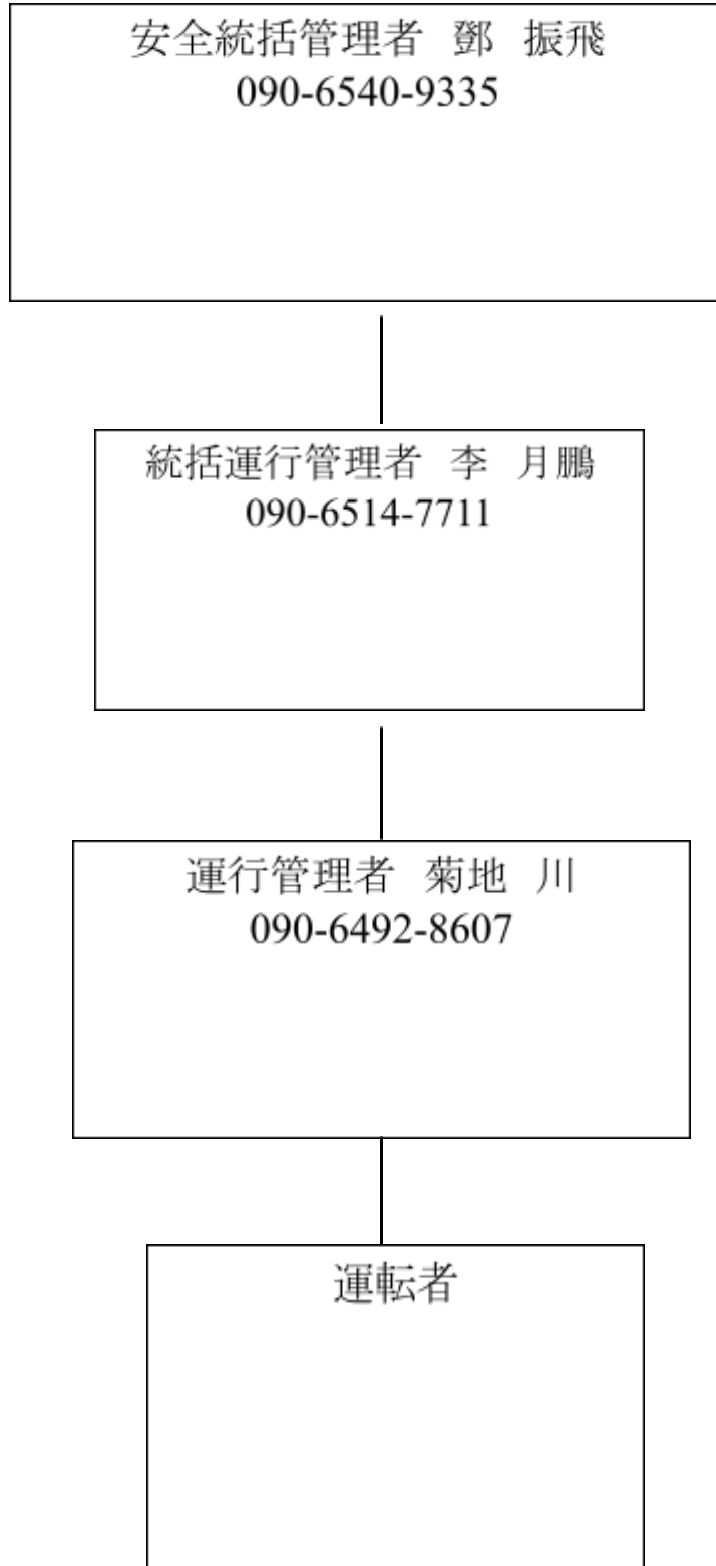 安全統括管理者 鄧 振飛
090-6540-9335
統括運行管理者 李 月鵬
090-6514-7711
運行管理者 菊地 川
090-6492-8607
運転者